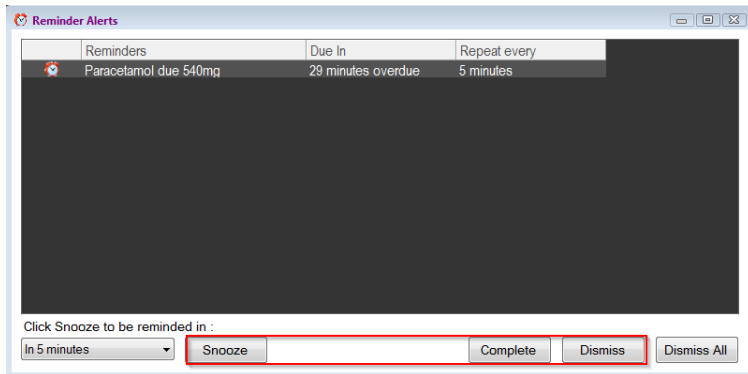 Reminder Alerts
Reminders Due In Repeat every
Paracetamol due 540mg 29 minutes overdue 5 minutes
Click Snooze to be reminded in :
In 5 minutes Snooze Complete Dismiss Dismiss All